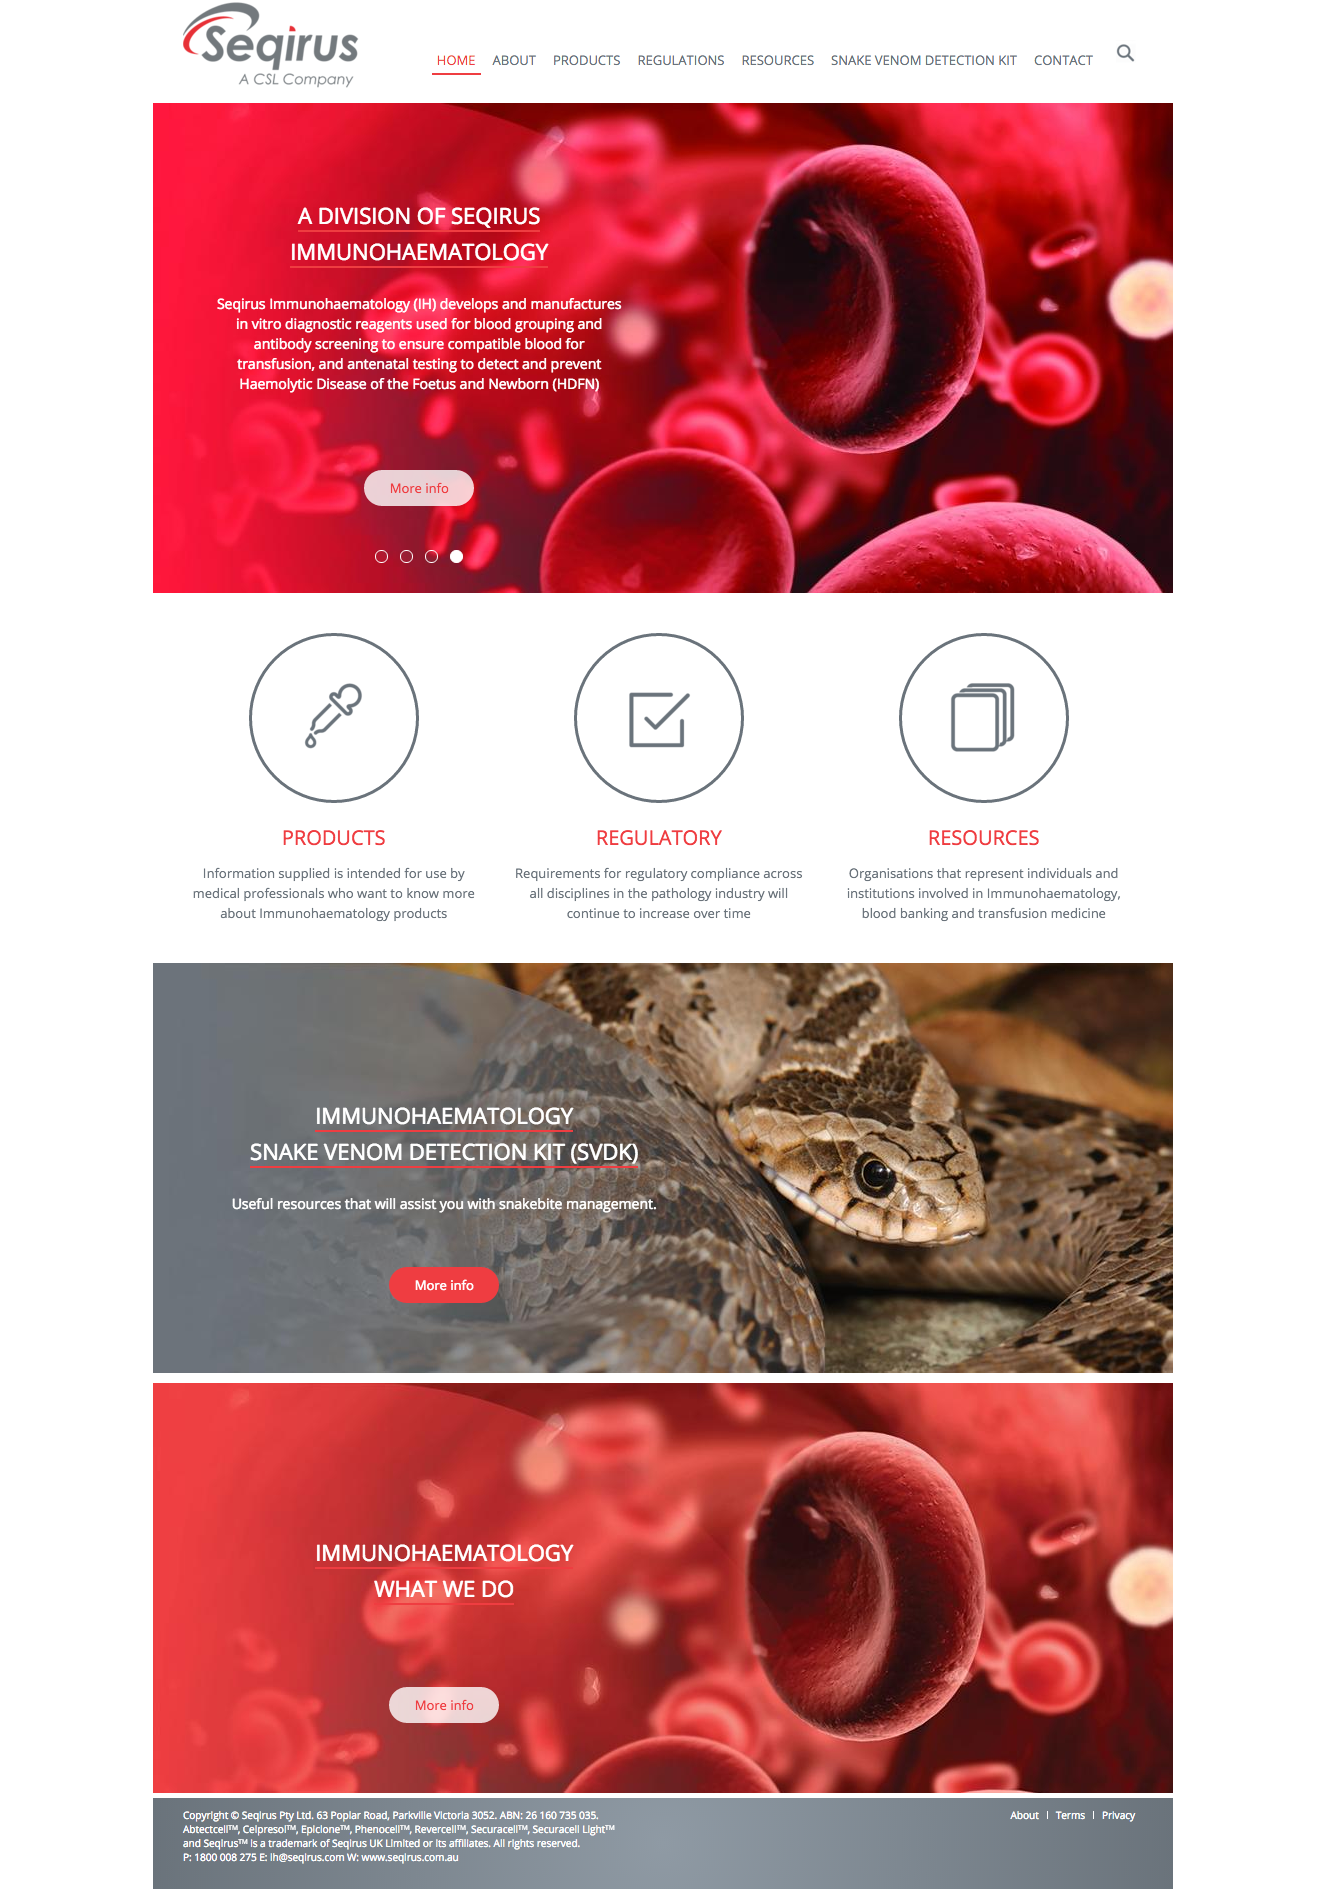 Seqirus
A CSL Company
HOME ABOUT PRODUCTS REGULATIONS RESOURCES SNAKE VENOM DETECTION KIT CONTACT
A DIVISION OF SEQIRUS
IMMUNOHAEMATOLOGY
Seqirus Immunohaematology (IH) develops and manufactures
in vitro diagnostic reagents used for blood grouping and
antibody screening to ensure compatible blood for
transfusion, and antenatal testing to detect and prevent
Haemolytic Disease of the Foetus and Newborn (HDFN)
More info
PRODUCTS
Information supplied is intended for use by
medical professionals who want to know more
about Immunohaematology products
REGULATORY
Requirements for regulatory compliance across
all disciplines in the pathology industry will
continue to increase over time
RESOURCES
Organisations that represent individuals and
institutions involved in Immunohaematology,
blood banking and transfusion medicine
IMMUNOHAEMATOLOGY
SNAKE VENOM DETECTION KIT (SVDK)
Useful resources that will assist you with snakebite management.
More info
IMMUNOHAEMATOLOGY
WHAT WE DO
More info
Copyright © Seqirus Pty Ltd. 63 Poplar Road, Parkville Victoria 3052. ABN: 26 160 735 035.
Abtectcell™, Celpresol™, Epiclone™, Phenocell™, Revercell™, Securacell™, Securacell Light™
and Seqirus™ is a trademark of Seqirus UK Limited or its affiliates. All rights reserved.
P: 1800 008 275 E: ih@seqirus.com W: www.seqirus.com.au
About | Terms | Privacy